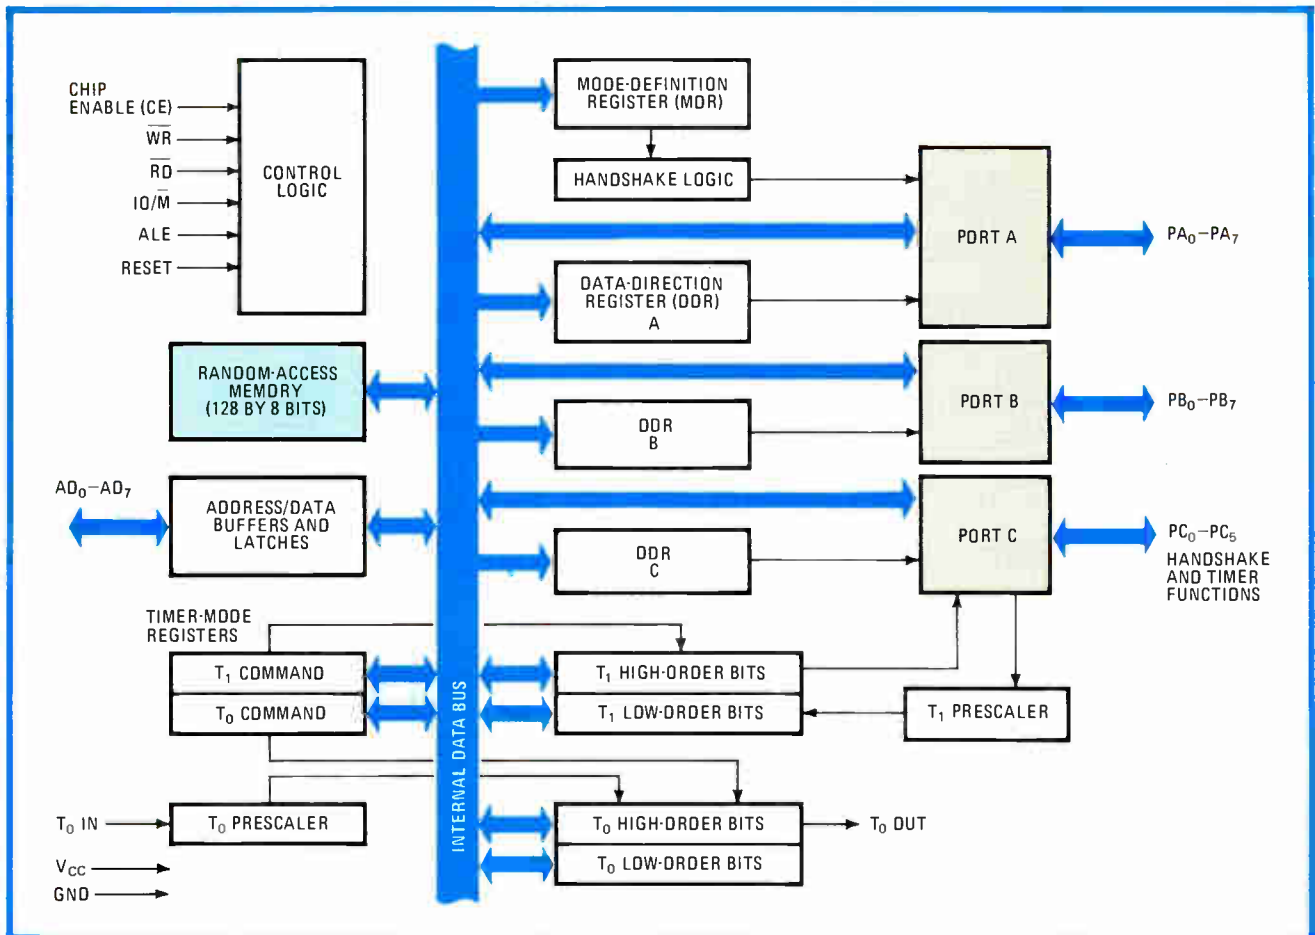 CHIP
ENABLE (CE)
W̅R̅
R̅D̅
IO/M̅
ALE
RESET
CONTROL
LOGIC
RANDOM-ACCESS
MEMORY
(128 BY 8 BITS)
AD₀–AD₇
ADDRESS/DATA
BUFFERS AND
LATCHES
TIMER-MODE
REGISTERS
T₁ COMMAND
T₀ COMMAND
T₀ IN
T₀ PRESCALER
V_CC
GND
INTERNAL DATA BUS
MODE-DEFINITION
REGISTER (MDR)
HANDSHAKE LOGIC
DATA-DIRECTION
REGISTER (DDR)
A
DDR
B
DDR
C
T₁ HIGH-ORDER BITS
T₁ LOW-ORDER BITS
T₀ HIGH-ORDER BITS
T₀ LOW-ORDER BITS
PORT A
PA₀–PA₇
PORT B
PB₀–PB₇
PORT C
PC₀–PC₅
HANDSHAKE
AND TIMER
FUNCTIONS
T₁ PRESCALER
T₀ OUT